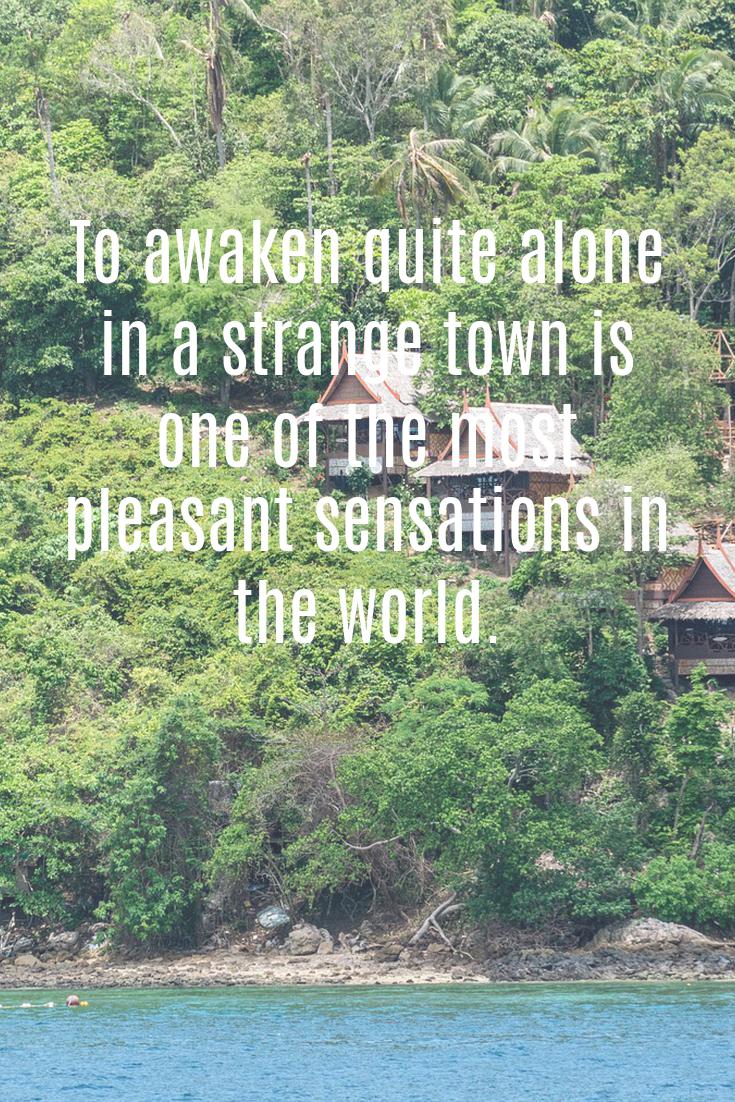 To awaken quite alone
in a strange town is
one of the most
pleasant sensations in
the world.